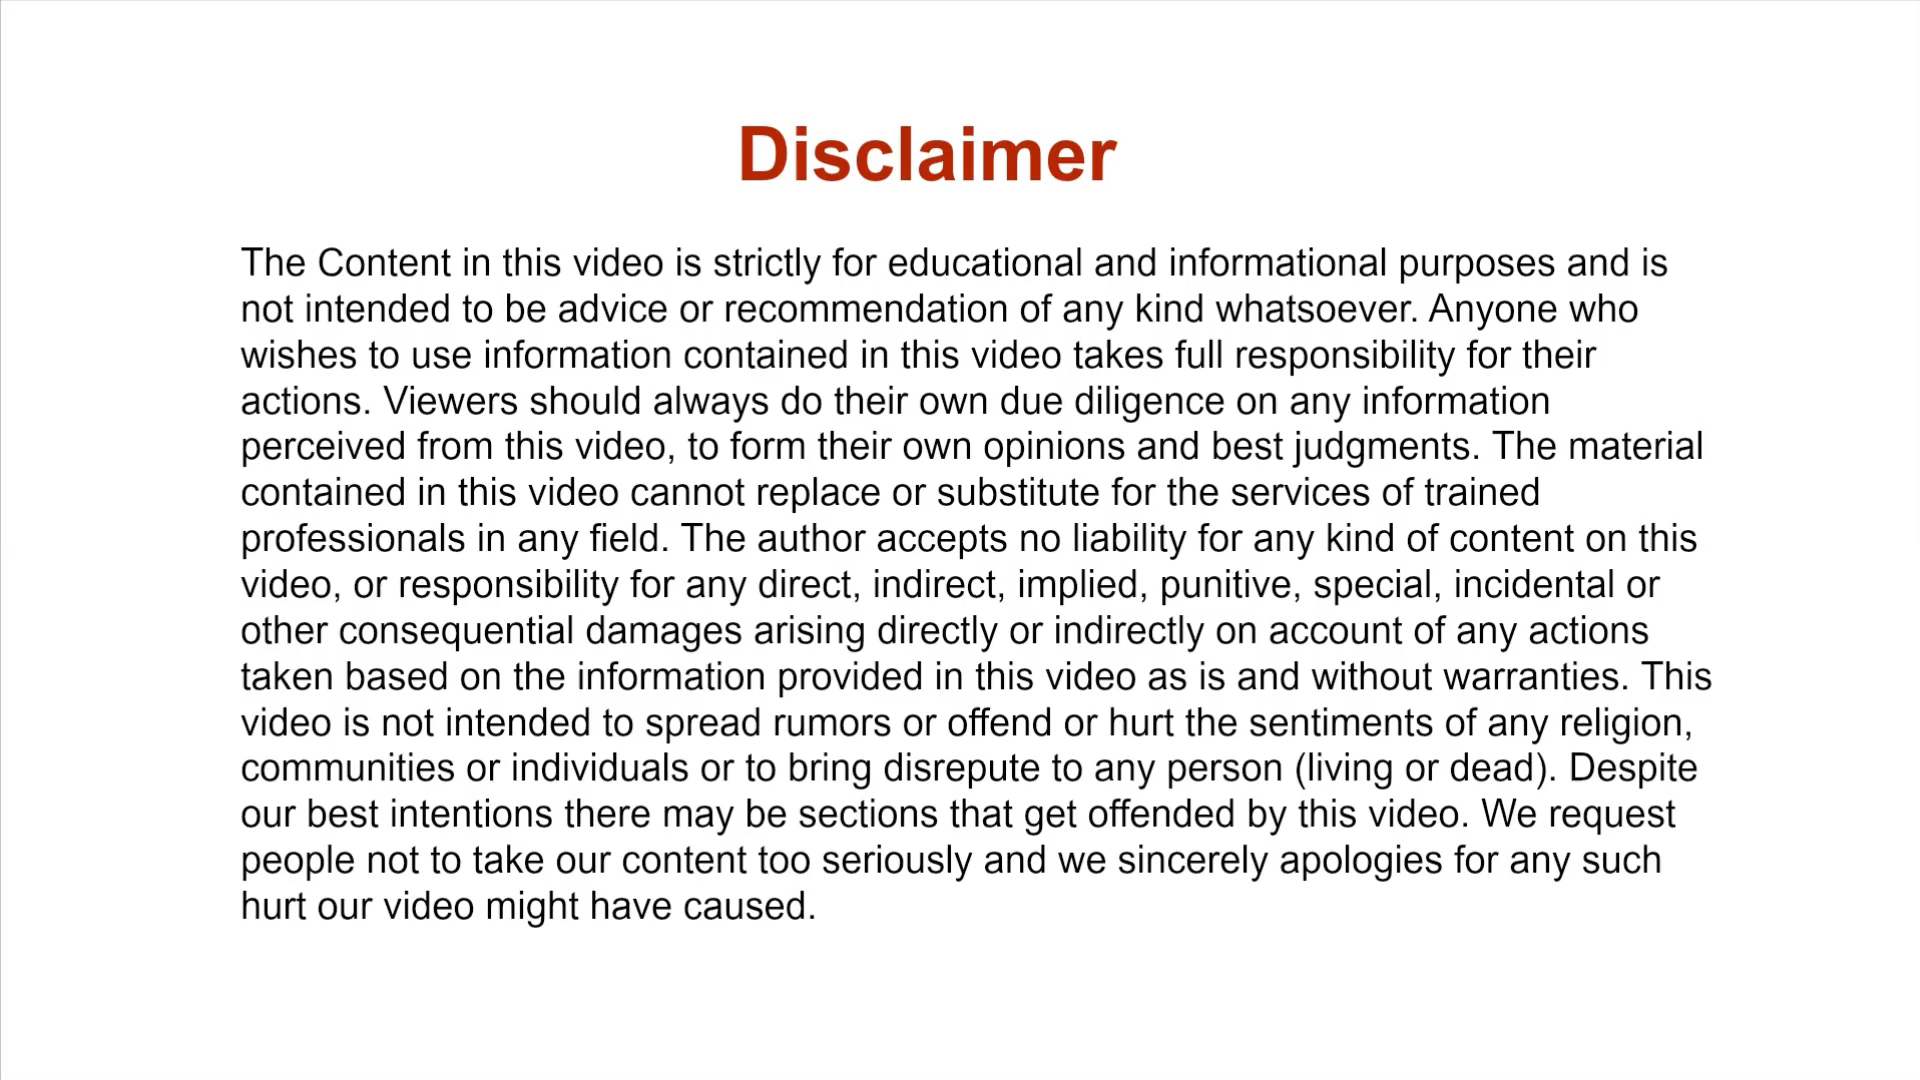 Disclaimer
The Content in this video is strictly for educational and informational purposes and is
not intended to be advice or recommendation of any kind whatsoever. Anyone who
wishes to use information contained in this video takes full responsibility for their
actions. Viewers should always do their own due diligence on any information
perceived from this video, to form their own opinions and best judgments. The material
contained in this video cannot replace or substitute for the services of trained
professionals in any field. The author accepts no liability for any kind of content on this
video, or responsibility for any direct, indirect, implied, punitive, special, incidental or
other consequential damages arising directly or indirectly on account of any actions
taken based on the information provided in this video as is and without warranties. This
video is not intended to spread rumors or offend or hurt the sentiments of any religion,
communities or individuals or to bring disrepute to any person (living or dead). Despite
our best intentions there may be sections that get offended by this video. We request
people not to take our content too seriously and we sincerely apologies for any such
hurt our video might have caused.